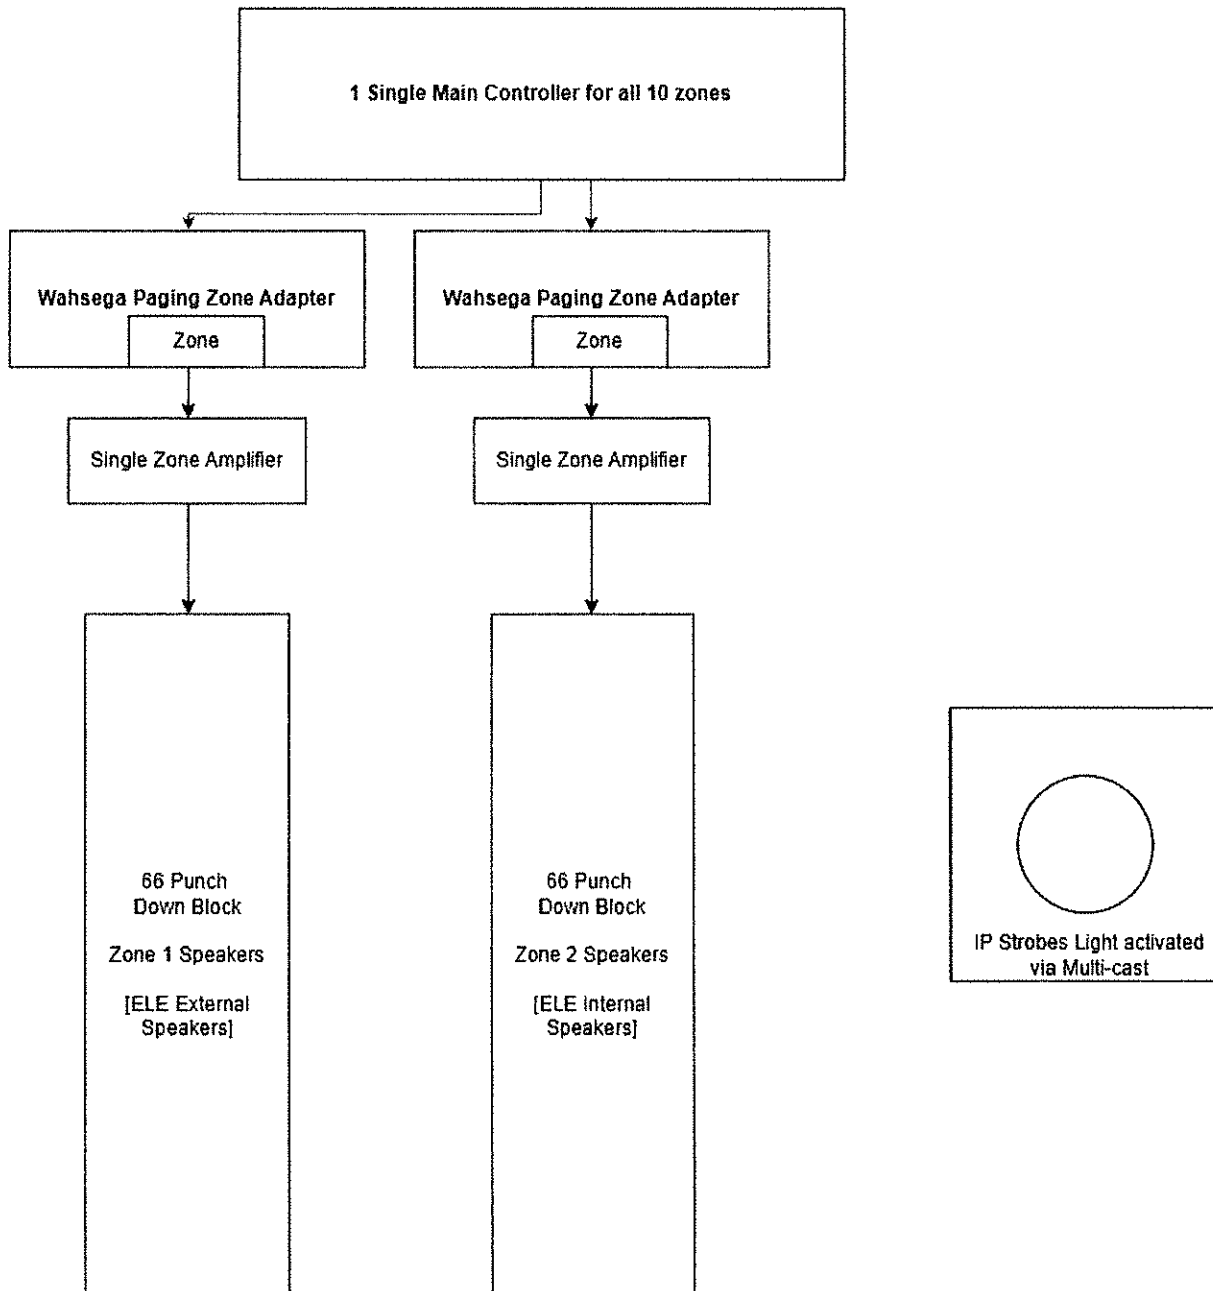 1 Single Main Controller for all 10 zones
Wahsega Paging Zone Adapter
Zone
Wahsega Paging Zone Adapter
Zone
Single Zone Amplifier
Single Zone Amplifier
66 Punch
Down Block
Zone 1 Speakers
[ELE External
Speakers]
66 Punch
Down Block
Zone 2 Speakers
[ELE Internal
Speakers]
IP Strobes Light activated
via Multi-cast